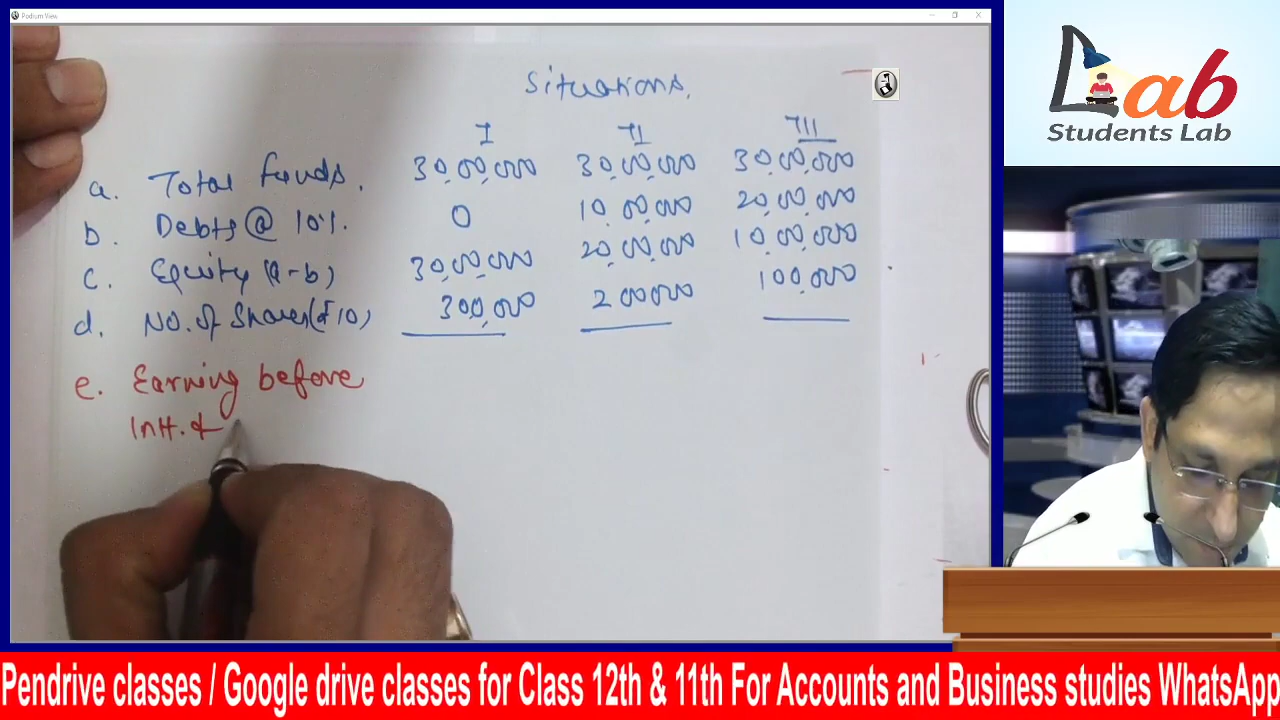 Podium View
Situations.
I II III
a. Total funds. 30,00,000 30,00,000 30,00,000
b. Debts @ 10%. 0 10,00,000 20,00,000
c. Equity (a-b) 30,00,000 20,00,000 10,00,000
d. No. of Shares (₹10) 300,000 200000 100,000
e. Earning before
Intt. &
Lab
Students Lab
Pendrive classes / Google drive classes for Class 12th & 11th For Accounts and Business studies WhatsApp